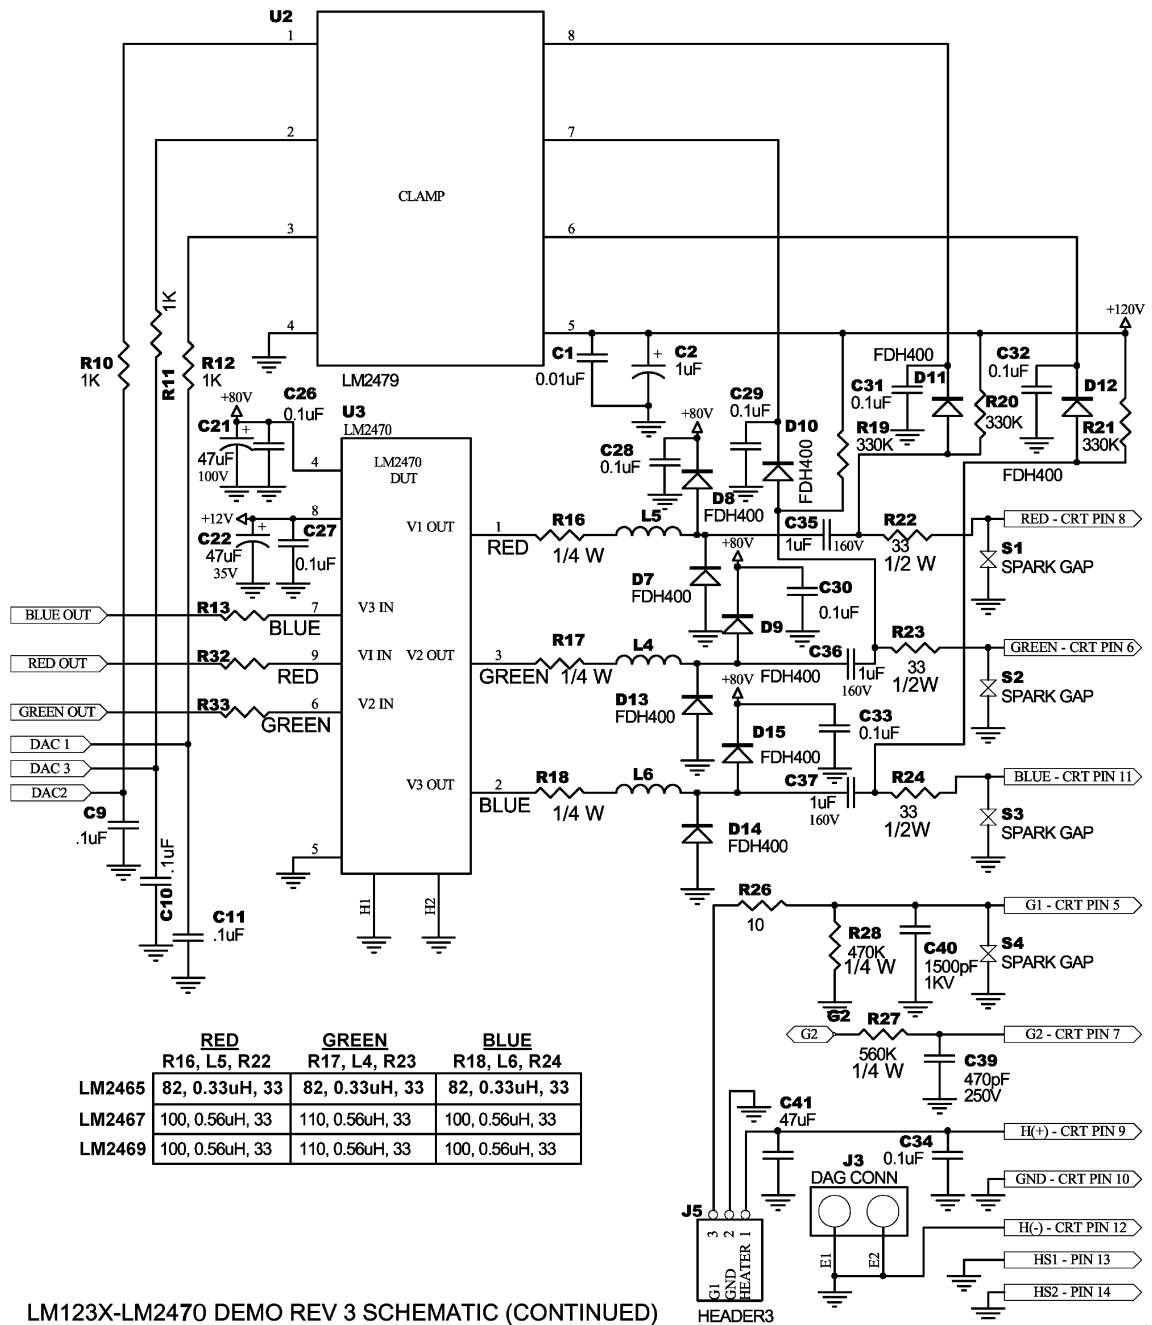 U2
1
8
2
7
CLAMP
3
6
4
5
+120V
LM2479
R10
1K
1K
R11
R12
1K
C1
0.01uF
C2
1uF
FDH400
C31
0.1uF
D11
C32
0.1uF
D12
R20
330K
R21
330K
FDH400
C26
0.1uF
+80V
C21
47uF
100V
U3
LM2470
LM2470
DUT
4
+80V
C28
0.1uF
C29
0.1uF
D10
FDH400
R19
330K
D8
FDH400
+12V
C22
47uF
35V
C27
0.1uF
8
V1 OUT
1
RED
R16
1/4 W
L5
C35
1uF
160V
R22
33
1/2 W
RED - CRT PIN 8
S1
SPARK GAP
+80V
D7
FDH400
C30
0.1uF
BLUE OUT
R13
7
BLUE
V3 IN
D9
RED OUT
R32
9
RED
V1 IN
V2 OUT
3
GREEN
R17
1/4 W
L4
FDH400
C36
1uF
160V
R23
33
1/2W
GREEN - CRT PIN 6
S2
SPARK GAP
GREEN OUT
R33
6
GREEN
V2 IN
+80V
D13
FDH400
C33
0.1uF
D15
FDH400
DAC 1
DAC 3
DAC2
V3 OUT
2
BLUE
R18
1/4 W
L6
C37
1uF
160V
R24
33
1/2W
BLUE - CRT PIN 11
S3
SPARK GAP
C9
.1uF
D14
FDH400
5
.1uF
C10
C11
.1uF
H1
H2
R26
10
G1 - CRT PIN 5
R28
470K
1/4 W
C40
1500pF
1KV
S4
SPARK GAP
G2
G2
R27
560K
1/4 W
G2 - CRT PIN 7
C39
470pF
250V
RED GREEN BLUE
R16, L5, R22 R17, L4, R23 R18, L6, R24
LM2465 82, 0.33uH, 33 82, 0.33uH, 33 82, 0.33uH, 33
LM2467 100, 0.56uH, 33 110, 0.56uH, 33 100, 0.56uH, 33
LM2469 100, 0.56uH, 33 110, 0.56uH, 33 100, 0.56uH, 33
C41
47uF
C34
0.1uF
H(+) - CRT PIN 9
J3
DAG CONN
GND - CRT PIN 10
J5
3
2
1
G1
GND
HEATER
HEADER3
E1
E2
H(-) - CRT PIN 12
HS1 - PIN 13
HS2 - PIN 14
LM123X-LM2470 DEMO REV 3 SCHEMATIC (CONTINUED)